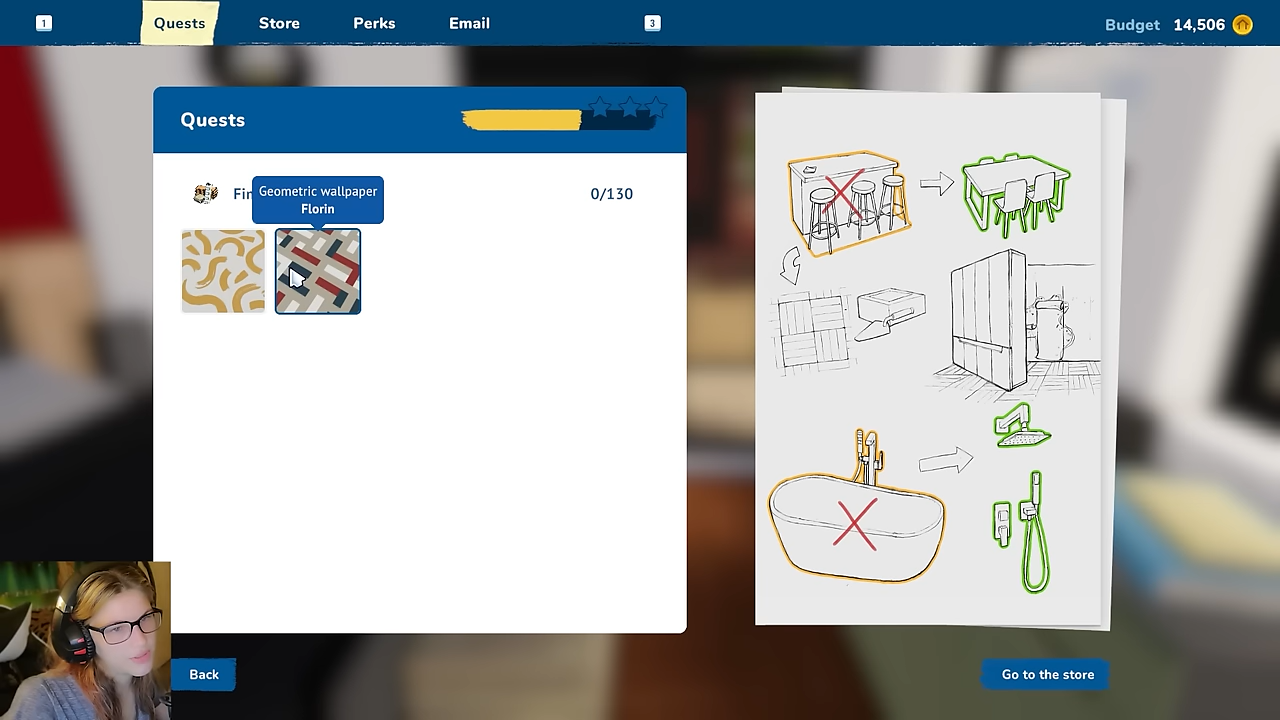 1
Quests
Store
Perks
Email
3
Budget 14,506
Quests
0/130
Geometric wallpaper
Florin
Back
Go to the store